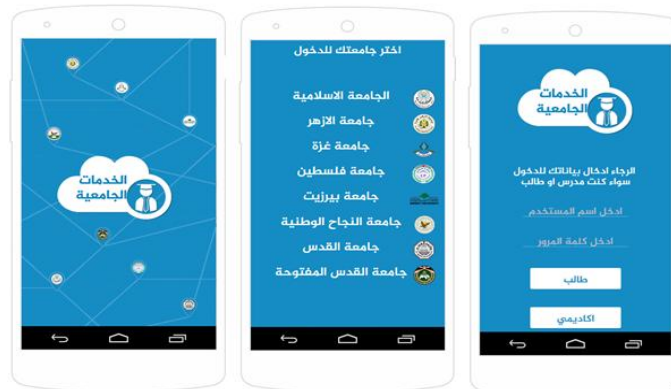 الخدمات
الجامعية
اختر جامعتك للدخول
الجامعة الاسلامية
جامعة الازهر
جامعة غزة
جامعة فلسطين
جامعة بيرزيت
جامعة النجاح الوطنية
جامعة القدس
جامعة القدس المفتوحة
الخدمات
الجامعية
الرجاء ادخال بياناتك للدخول
سواء كنت مدرس او طالب
ادخل اسم المستخدم
ادخل كلمة المرور
طالب
اكاديمي